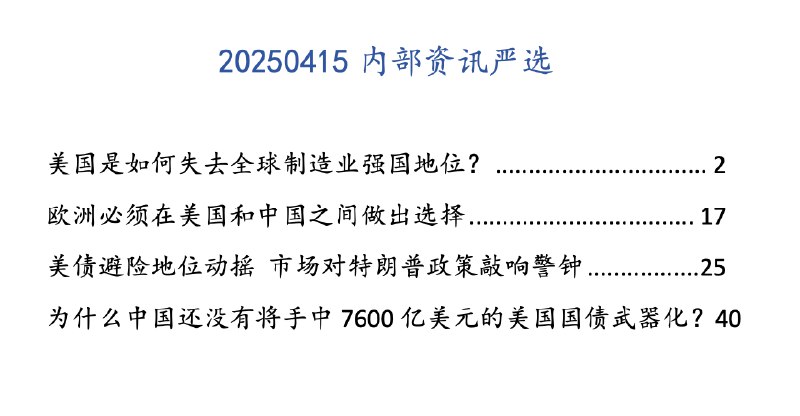 20250415 内部资讯严选
美国是如何失去全球制造业强国地位？ ................................ 2
欧洲必须在美国和中国之间做出选择.................................. 17
美债避险地位动摇 市场对特朗普政策敲响警钟.................25
为什么中国还没有将手中 7600 亿美元的美国国债武器化？40